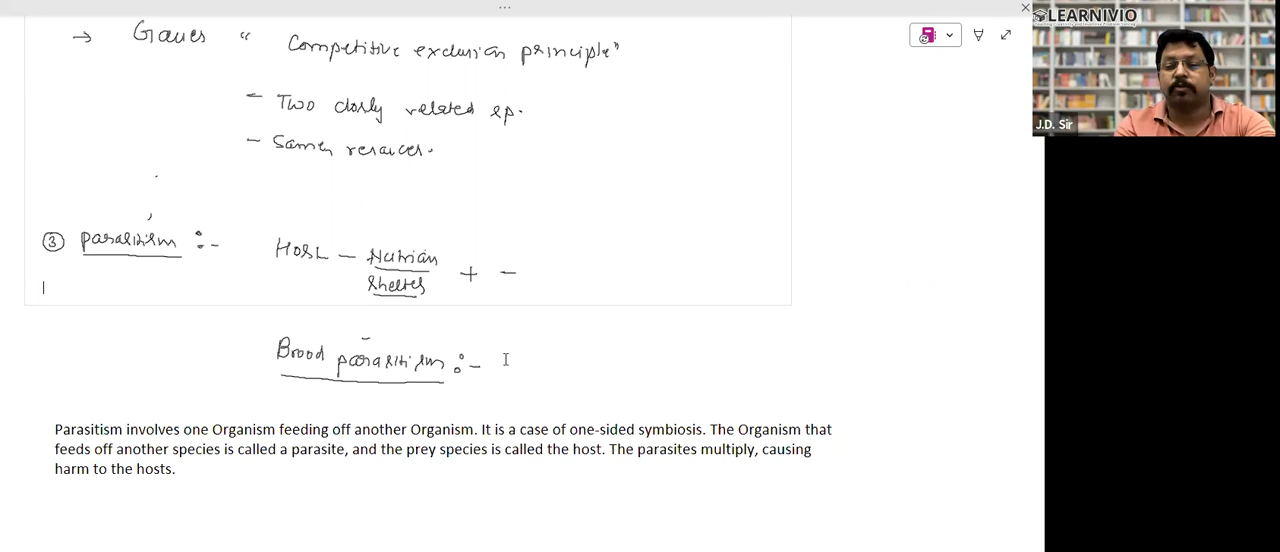 → Gaues " Competitive exclusion principle"
- Two closly related sp.
- Same resources.
③ parasitism :- Host - Nutrian + -
Shelter
Brood parasitism :-
Parasitism involves one Organism feeding off another Organism. It is a case of one-sided symbiosis. The Organism that
feeds off another species is called a parasite, and the prey species is called the host. The parasites multiply, causing
harm to the hosts.
LEARNIVIO
J.D. Sir